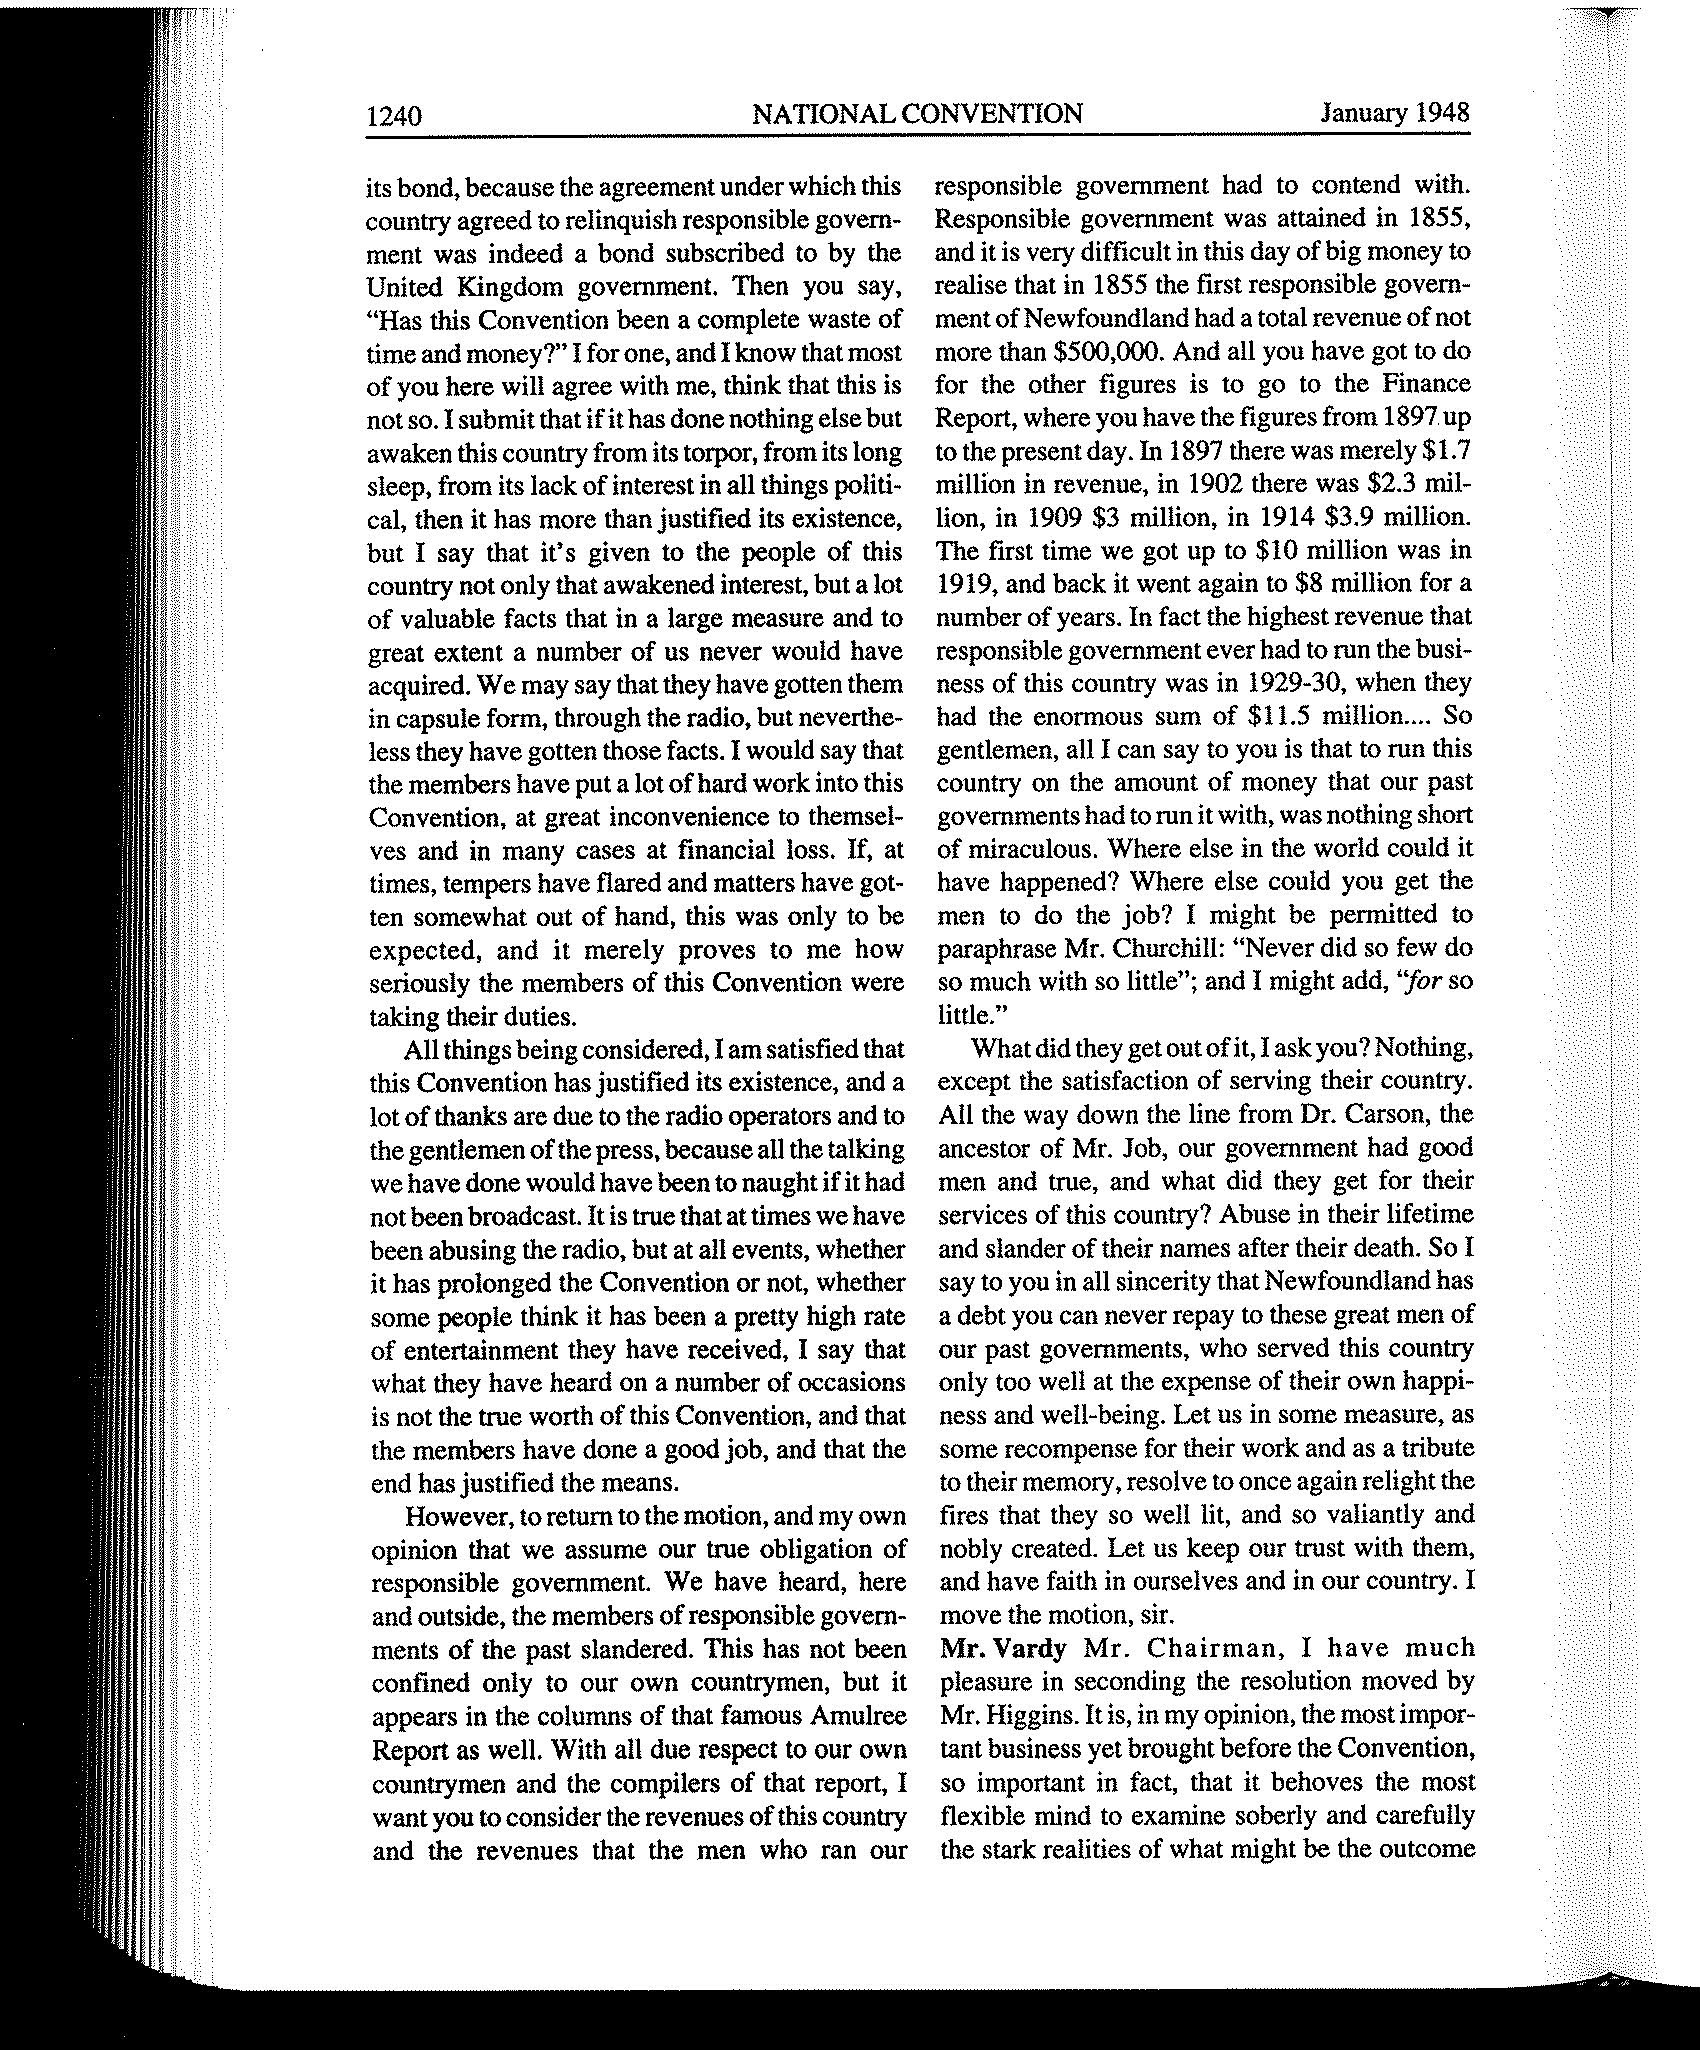 1240 NATIONAL CONVENTION January 1948
its bond, because the agreement under which this
country agreed to relinquish responsible govern-
ment was indeed a bond subscribed to by the
United Kingdom government. Then you say,
“Has this Convention been a complete waste of
time and money?” I for one, and I know that most
of you here will agree with me, think that this is
not so. I submit that if it has done nothing else but
awaken this country from its torpor, from its long
sleep, from its lack of interest in all things politi-
cal, then it has more than justified its existence,
but I say that it’s given to the people of this
country not only that awakened interest, but a lot
of valuable facts that in a large measure and to
great extent a number of us never would have
acquired. We may say that they have gotten them
in capsule form, through the radio, but neverthe-
less they have gotten those facts. I would say that
the members have put a lot of hard work into this
Convention, at great inconvenience to themsel-
ves and in many cases at financial loss. If, at
times, tempers have flared and matters have got-
ten somewhat out of hand, this was only to be
expected, and it merely proves to me how
seriously the members of this Convention were
taking their duties.
All things being considered, I am satisfied that
this Convention has justified its existence, and a
lot of thanks are due to the radio operators and to
the gentlemen of the press, because all the talking
we have done would have been to naught if it had
not been broadcast. It is true that at times we have
been abusing the radio, but at all events, whether
it has prolonged the Convention or not, whether
some people think it has been a pretty high rate
of entertainment they have received, I say that
what they have heard on a number of occasions
is not the true worth of this Convention, and that
the members have done a good job, and that the
end has justified the means.
However, to return to the motion, and my own
opinion that we assume our true obligation of
responsible government. We have heard, here
and outside, the members of responsible govern-
ments of the past slandered. This has not been
confined only to our own countrymen, but it
appears in the columns of that famous Amulree
Report as well. With all due respect to our own
countrymen and the compilers of that report, I
want you to consider the revenues of this country
and the revenues that the men who ran our
responsible government had to contend with.
Responsible government was attained in 1855,
and it is very difficult in this day of big money to
realise that in 1855 the first responsible govern-
ment of Newfoundland had a total revenue of not
more than $500,000. And all you have got to do
for the other figures is to go to the Finance
Report, where you have the figures from 1897 up
to the present day. In 1897 there was merely $1.7
million in revenue, in 1902 there was $2.3 mil-
lion, in 1909 $3 million, in 1914 $3.9 million.
The first time we got up to $10 million was in
1919, and back it went again to $8 million for a
number of years. In fact the highest revenue that
responsible government ever had to run the busi-
ness of this country was in 1929-30, when they
had the enormous sum of $11.5 million.... So
gentlemen, all I can say to you is that to run this
country on the amount of money that our past
governments had to run it with, was nothing short
of miraculous. Where else in the world could it
have happened? Where else could you get the
men to do the job? I might be permitted to
paraphrase Mr. Churchill: “Never did so few do
so much with so little”; and I might add, “for so
little.”
What did they get out of it, I ask you? Nothing,
except the satisfaction of serving their country.
All the way down the line from Dr. Carson, the
ancestor of Mr. Job, our government had good
men and true, and what did they get for their
services of this country? Abuse in their lifetime
and slander of their names after their death. So I
say to you in all sincerity that Newfoundland has
a debt you can never repay to these great men of
our past governments, who served this country
only too well at the expense of their own happi-
ness and well-being. Let us in some measure, as
some recompense for their work and as a tribute
to their memory, resolve to once again relight the
fires that they so well lit, and so valiantly and
nobly created. Let us keep our trust with them,
and have faith in ourselves and in our country. I
move the motion, sir.
Mr. Vardy Mr. Chairman, I have much
pleasure in seconding the resolution moved by
Mr. Higgins. It is, in my opinion, the most impor-
tant business yet brought before the Convention,
so important in fact, that it behoves the most
flexible mind to examine soberly and carefully
the stark realities of what might be the outcome